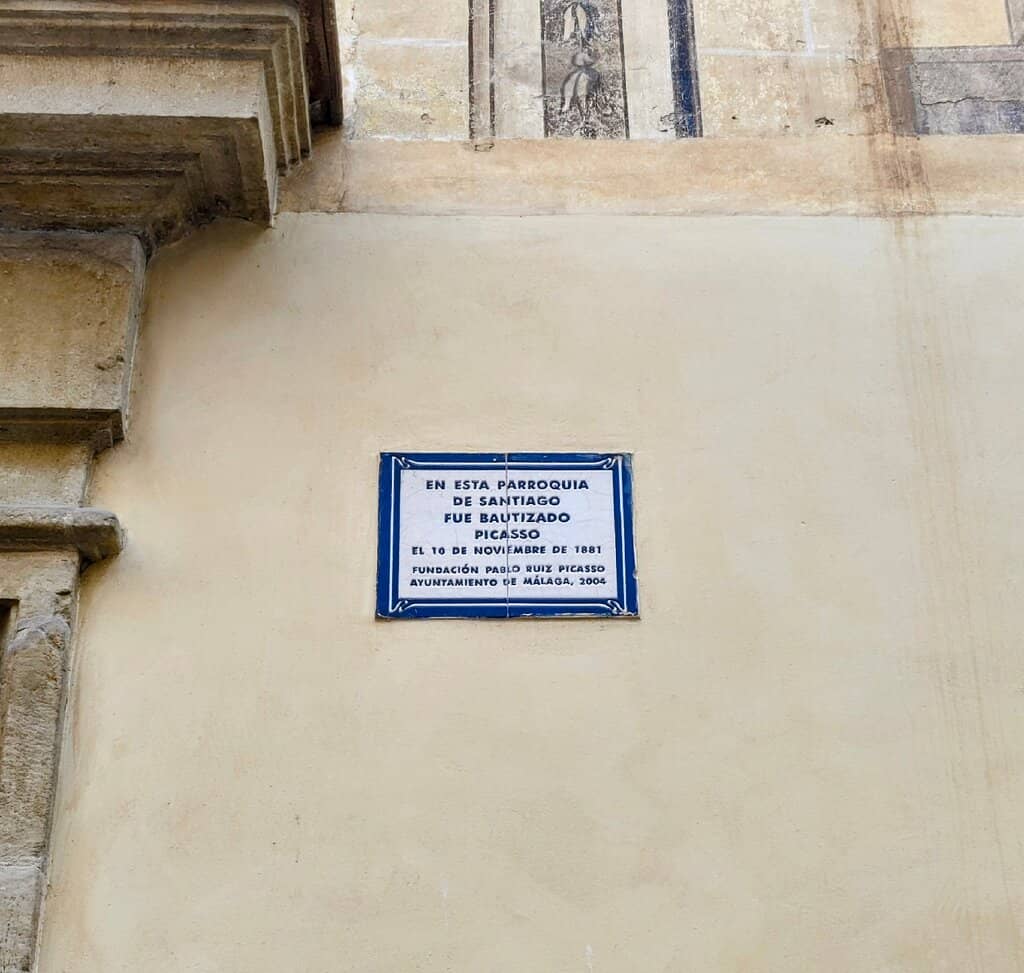 EN ESTA PARROQUIA
DE SANTIAGO
FUE BAUTIZADO
PICASSO
EL 10 DE NOVIEMBRE DE 1881
FUNDACIÓN PABLO RUIZ PICASSO
AYUNTAMIENTO DE MÁLAGA, 2004